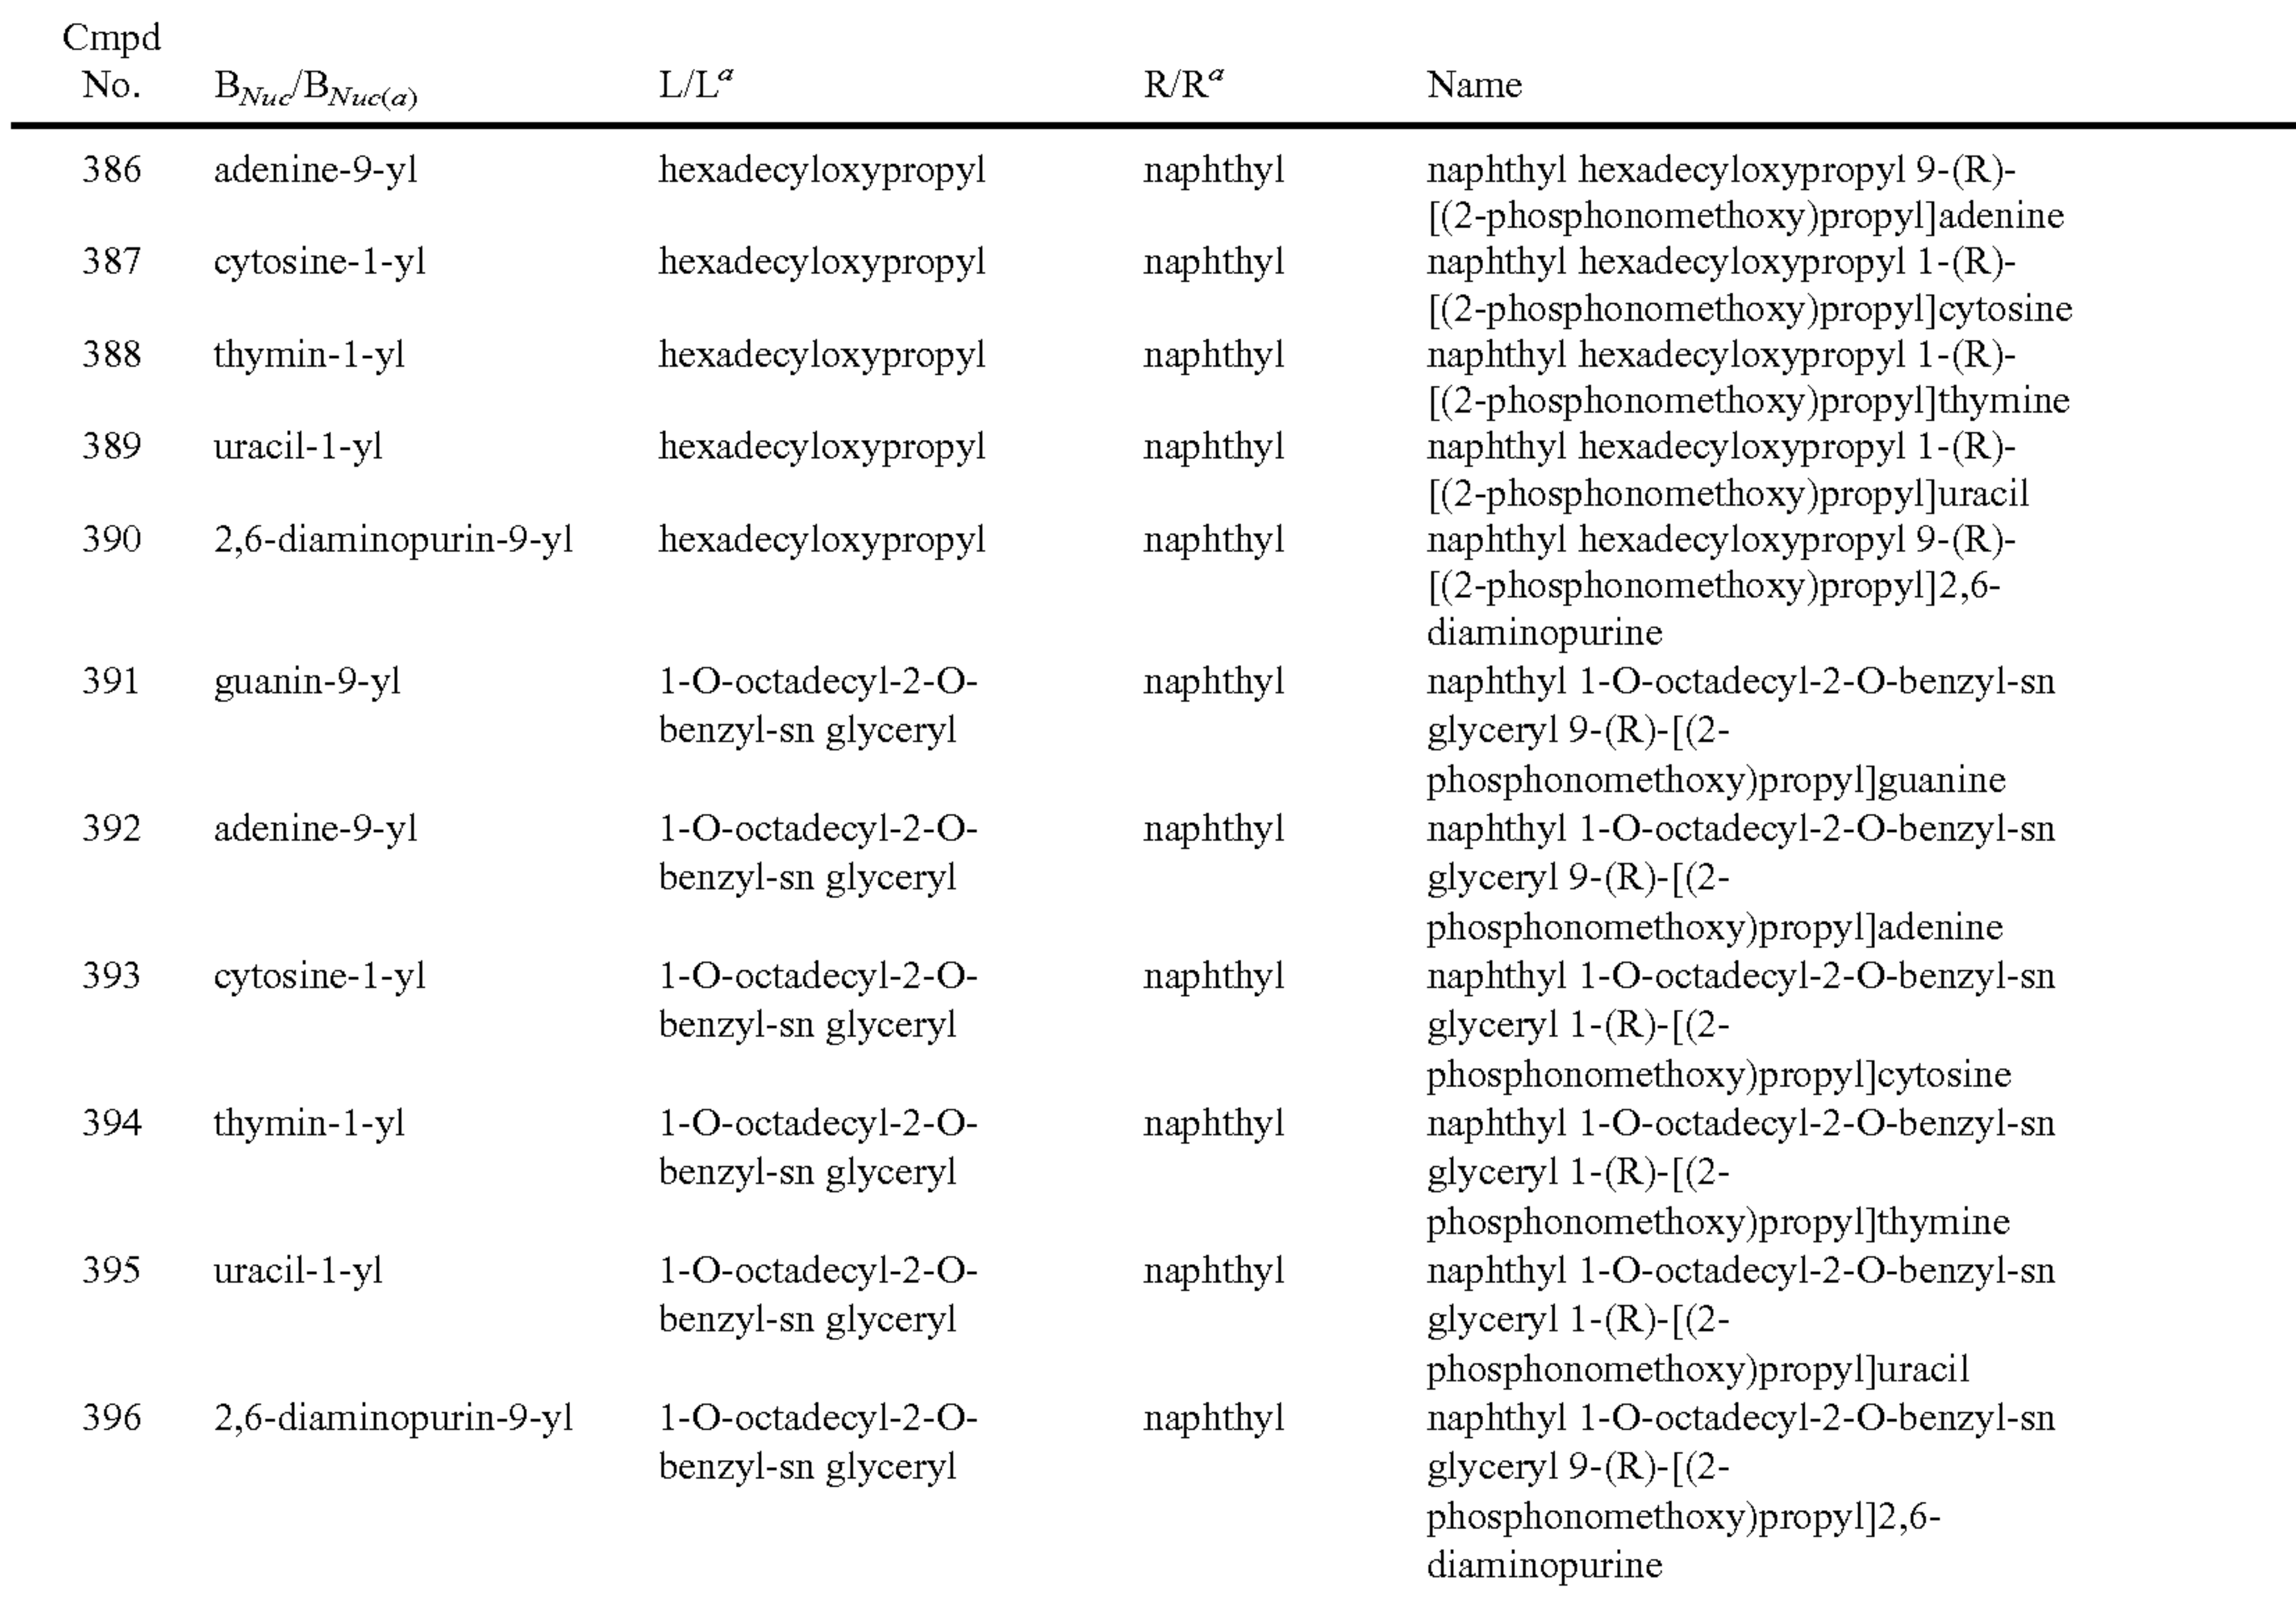 Cmpd
No. B_Nuc/B_Nuc(a) L/L^a R/R^a Name
386 adenine-9-yl hexadecyloxypropyl naphthyl naphthyl hexadecyloxypropyl 9-(R)-
[(2-phosphonomethoxy)propyl]adenine
387 cytosine-1-yl hexadecyloxypropyl naphthyl naphthyl hexadecyloxypropyl 1-(R)-
[(2-phosphonomethoxy)propyl]cytosine
388 thymin-1-yl hexadecyloxypropyl naphthyl naphthyl hexadecyloxypropyl 1-(R)-
[(2-phosphonomethoxy)propyl]thymine
389 uracil-1-yl hexadecyloxypropyl naphthyl naphthyl hexadecyloxypropyl 1-(R)-
[(2-phosphonomethoxy)propyl]uracil
390 2,6-diaminopurin-9-yl hexadecyloxypropyl naphthyl naphthyl hexadecyloxypropyl 9-(R)-
[(2-phosphonomethoxy)propyl]2,6-
diaminopurine
391 guanin-9-yl 1-O-octadecyl-2-O- naphthyl naphthyl 1-O-octadecyl-2-O-benzyl-sn
benzyl-sn glyceryl glyceryl 9-(R)-[(2-
phosphonomethoxy)propyl]guanine
392 adenine-9-yl 1-O-octadecyl-2-O- naphthyl naphthyl 1-O-octadecyl-2-O-benzyl-sn
benzyl-sn glyceryl glyceryl 9-(R)-[(2-
phosphonomethoxy)propyl]adenine
393 cytosine-1-yl 1-O-octadecyl-2-O- naphthyl naphthyl 1-O-octadecyl-2-O-benzyl-sn
benzyl-sn glyceryl glyceryl 1-(R)-[(2-
phosphonomethoxy)propyl]cytosine
394 thymin-1-yl 1-O-octadecyl-2-O- naphthyl naphthyl 1-O-octadecyl-2-O-benzyl-sn
benzyl-sn glyceryl glyceryl 1-(R)-[(2-
phosphonomethoxy)propyl]thymine
395 uracil-1-yl 1-O-octadecyl-2-O- naphthyl naphthyl 1-O-octadecyl-2-O-benzyl-sn
benzyl-sn glyceryl glyceryl 1-(R)-[(2-
phosphonomethoxy)propyl]uracil
396 2,6-diaminopurin-9-yl 1-O-octadecyl-2-O- naphthyl naphthyl 1-O-octadecyl-2-O-benzyl-sn
benzyl-sn glyceryl glyceryl 9-(R)-[(2-
phosphonomethoxy)propyl]2,6-
diaminopurine